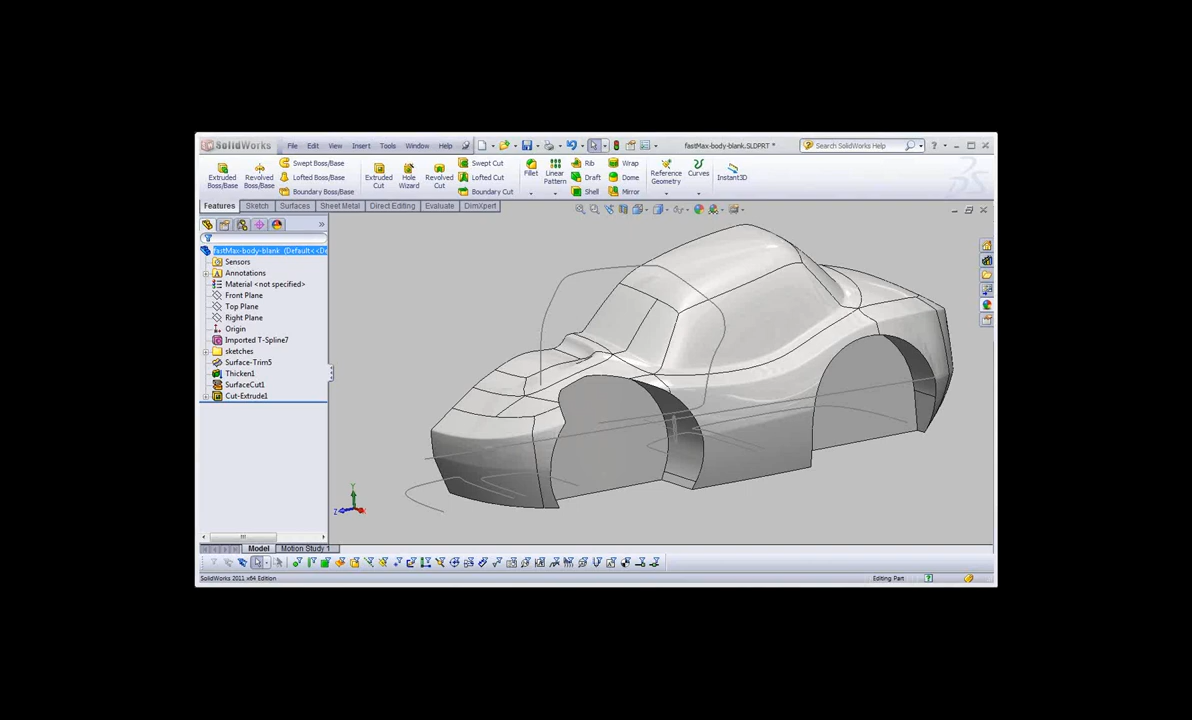 SolidWorks File Edit View Insert Tools Window Help fastMax-body-blank.SLDPRT * Search SolidWorks Help
Extruded Boss/Base
Revolved Boss/Base
Swept Boss/Base
Lofted Boss/Base
Boundary Boss/Base
Extruded Cut
Hole Wizard
Revolved Cut
Swept Cut
Lofted Cut
Boundary Cut
Fillet
Linear Pattern
Rib
Draft
Shell
Wrap
Dome
Mirror
Reference Geometry
Curves
Instant3D
Features Sketch Surfaces Sheet Metal Direct Editing Evaluate DimXpert
fastMax-body-blank (Default<<De
Sensors
Annotations
Material <not specified>
Front Plane
Top Plane
Right Plane
Origin
Imported T-Spline7
sketches
Surface-Trim5
Thicken1
SurfaceCut1
Cut-Extrude1
Y
Z
X
Model Motion Study 1
SolidWorks 2011 x64 Edition Editing Part